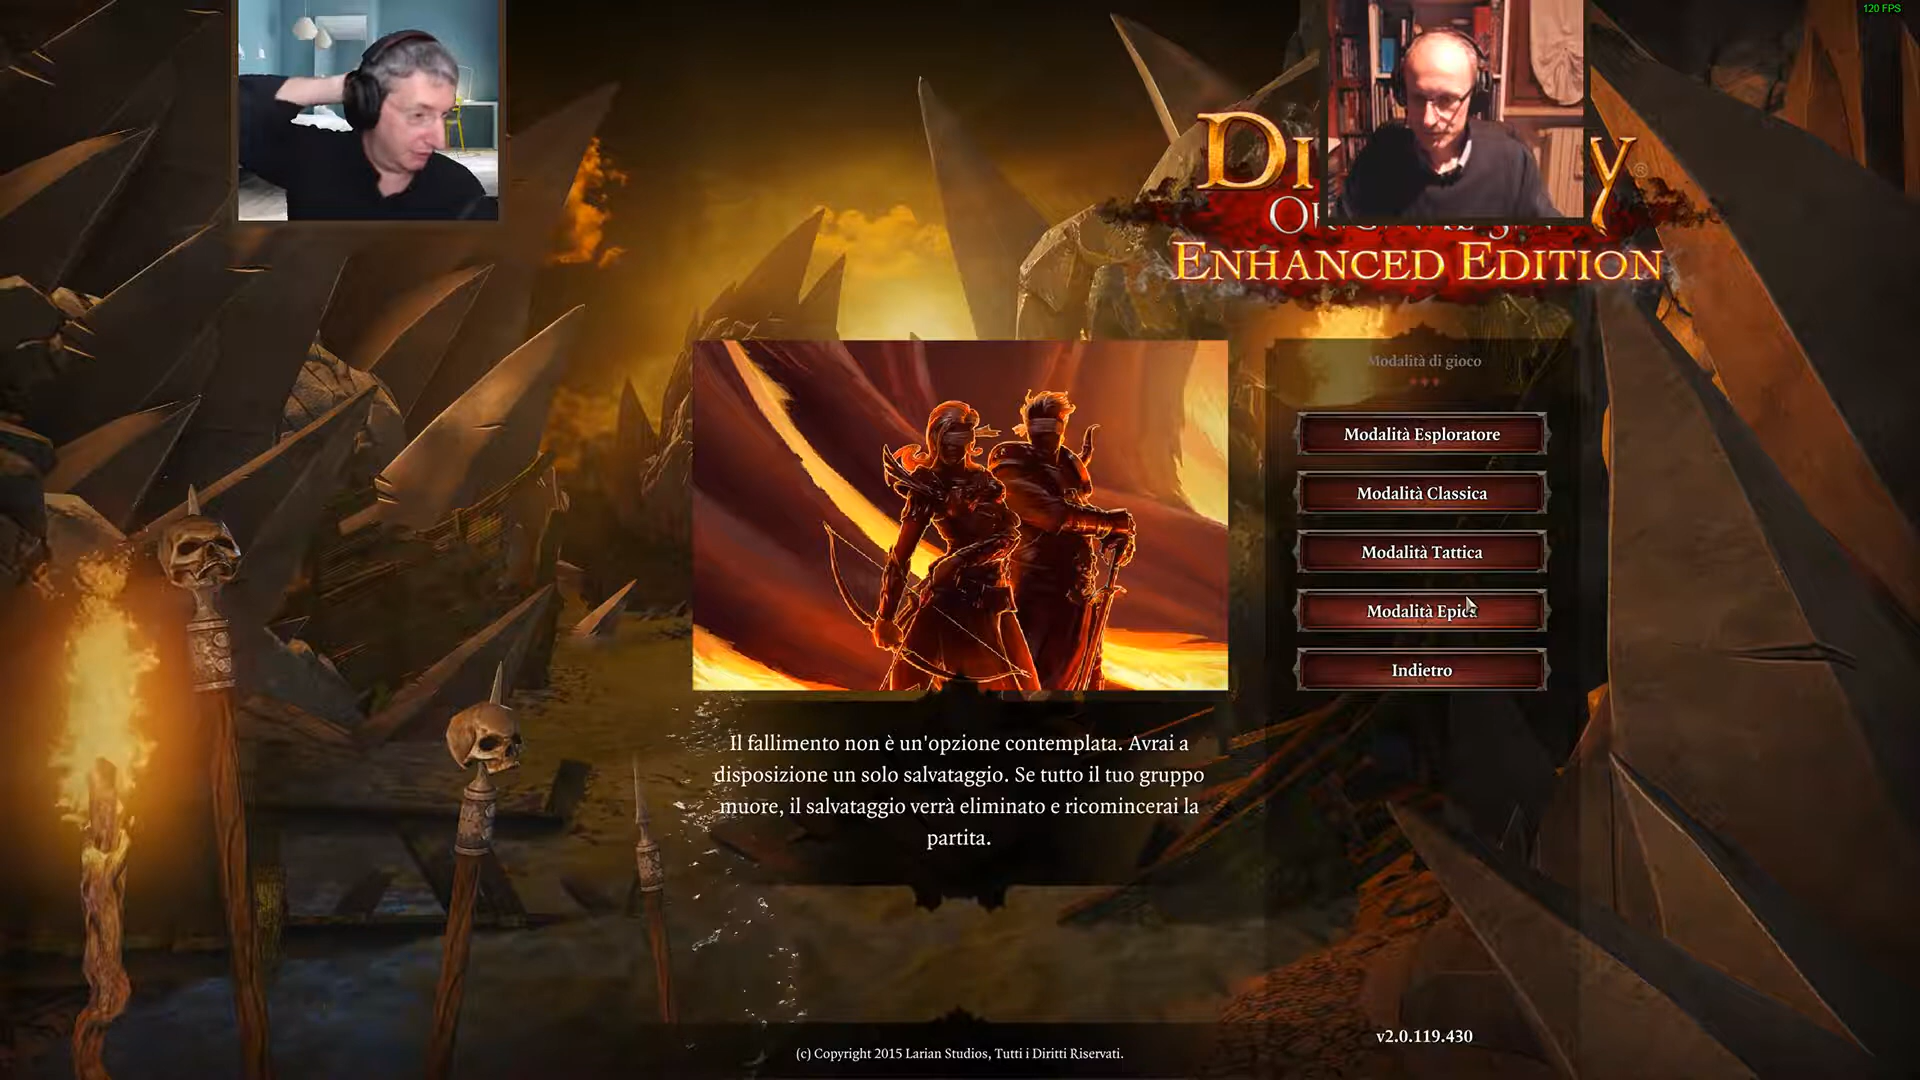 120 FPS
ENHANCED EDITION
Modalità di gioco
Modalità Esploratore
Modalità Classica
Modalità Tattica
Modalità Epica
Indietro
Il fallimento non è un'opzione contemplata. Avrai a
disposizione un solo salvataggio. Se tutto il tuo gruppo
muore, il salvataggio verrà eliminato e ricomincerai la
partita.
v2.0.119.430
(c) Copyright 2015 Larian Studios, Tutti i Diritti Riservati.